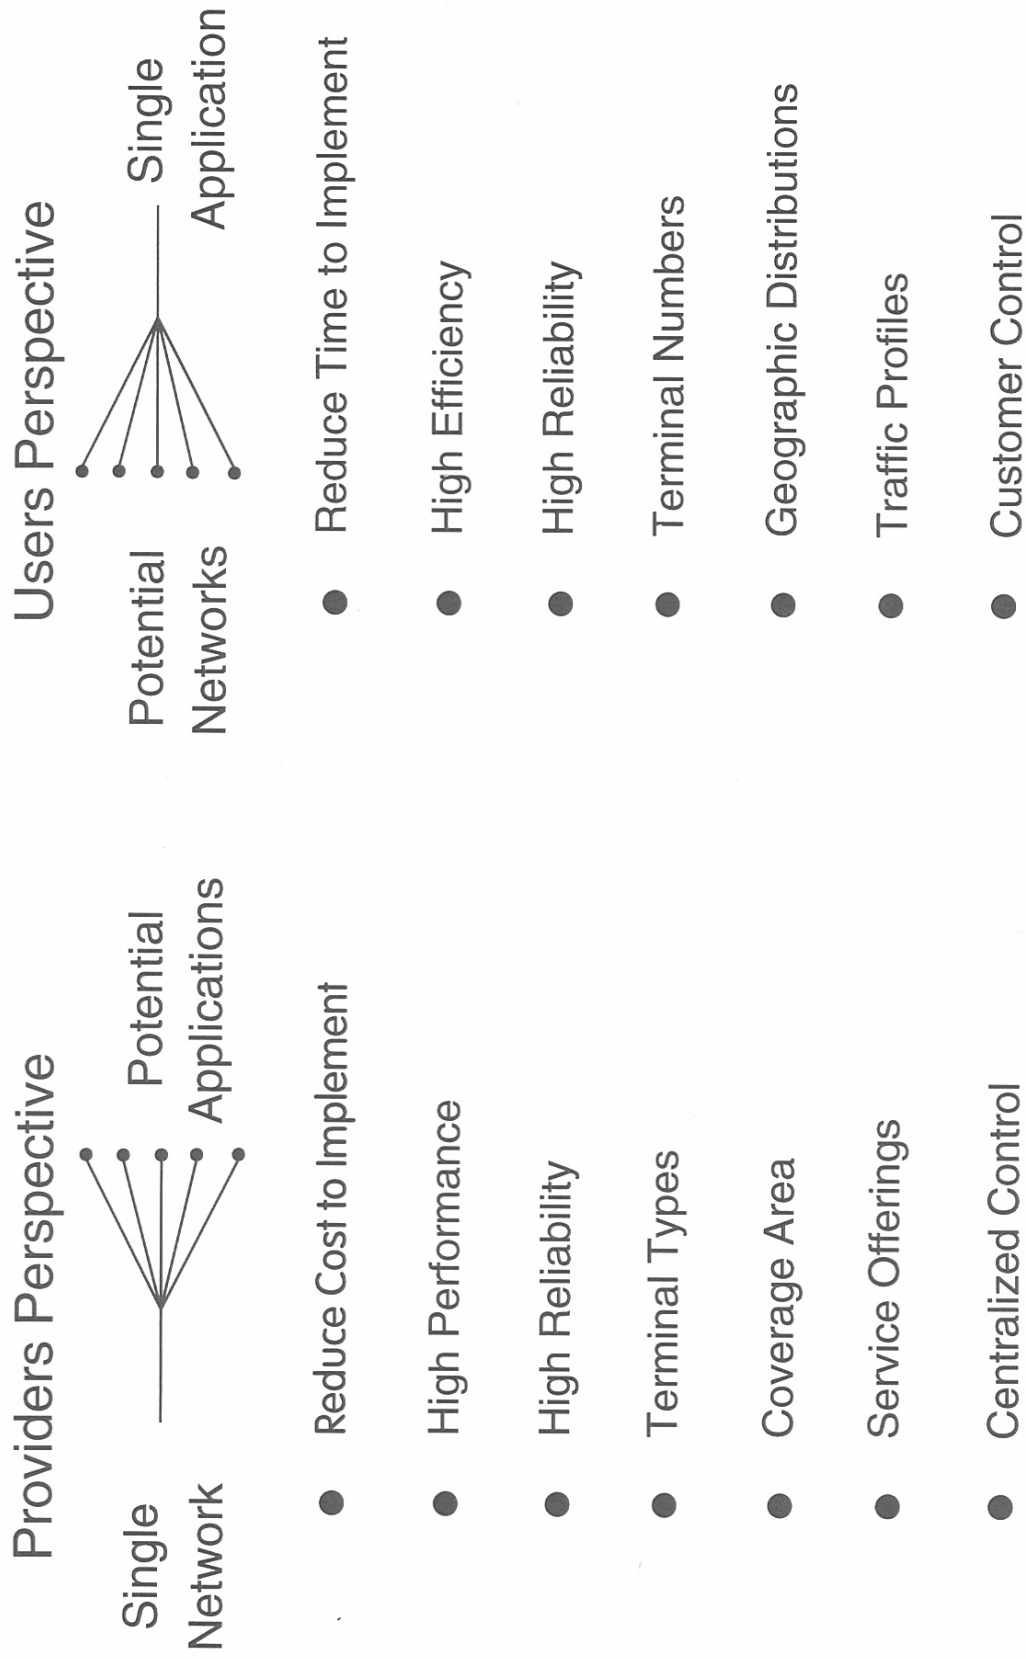 Providers Perspective
Single
Network
Potential
Applications
Reduce Cost to Implement
High Performance
High Reliability
Terminal Types
Coverage Area
Service Offerings
Centralized Control
Users Perspective
Potential
Networks
Single
Application
Reduce Time to Implement
High Efficiency
High Reliability
Terminal Numbers
Geographic Distributions
Traffic Profiles
Customer Control